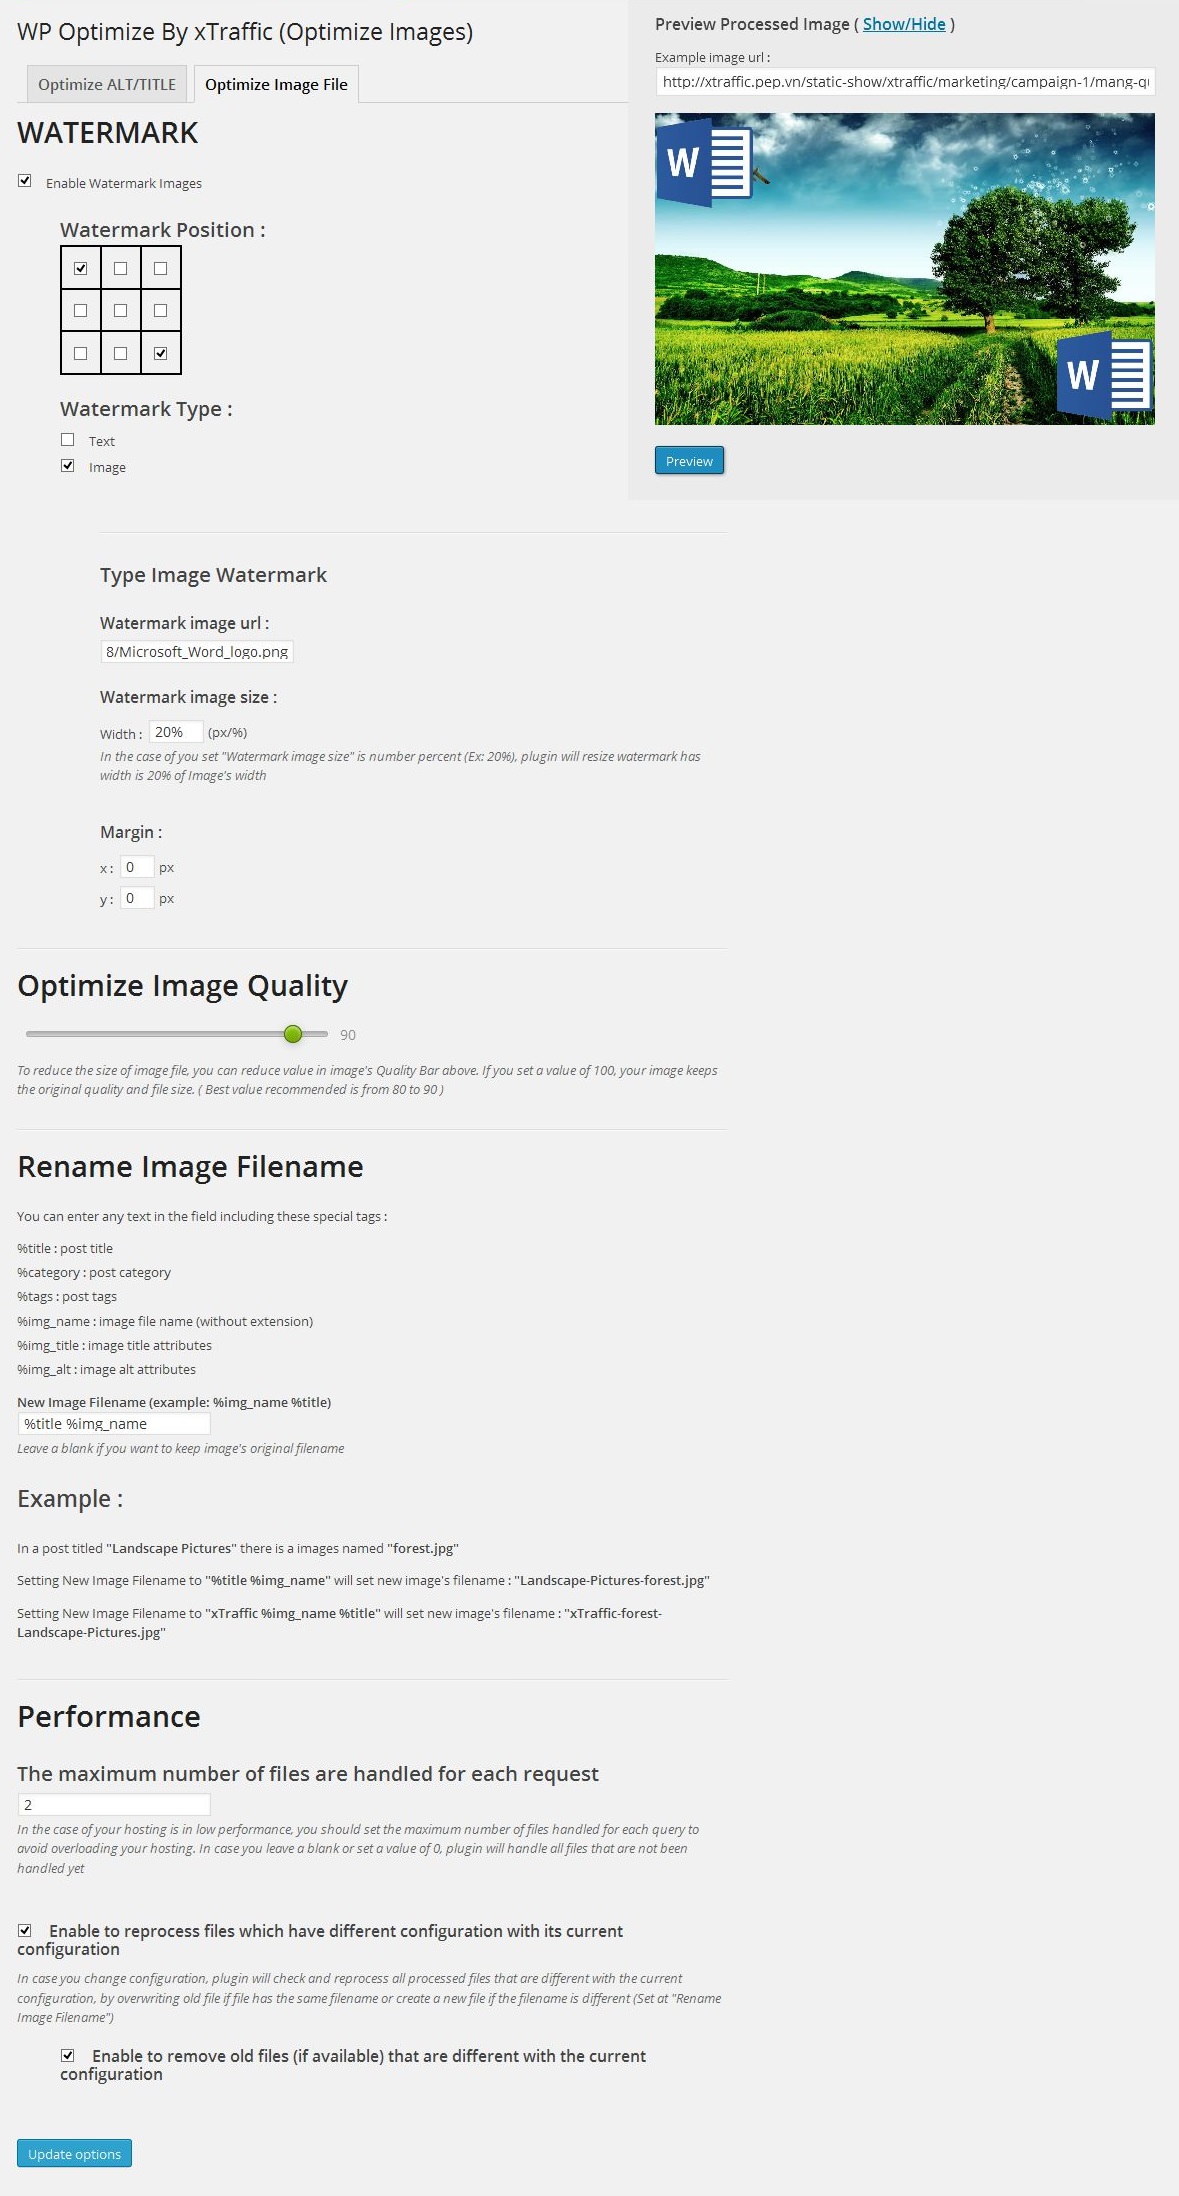 WP Optimize By xTraffic (Optimize Images)
Optimize ALT/TITLE
Optimize Image File
WATERMARK
Enable Watermark Images
Watermark Position :
Watermark Type :
Text
Image
Preview Processed Image ( Show/Hide )
Example image url :
http://xtraffic.pep.vn/static-show/xtraffic/marketing/campaign-1/mang-qu
W
W
Preview
Type Image Watermark
Watermark image url :
8/Microsoft_Word_logo.png
Watermark image size :
Width : 20% (px/%)
In the case of you set "Watermark image size" is number percent (Ex: 20%), plugin will resize watermark has
width is 20% of Image's width
Margin :
x : 0 px
y : 0 px
Optimize Image Quality
90
To reduce the size of image file, you can reduce value in image's Quality Bar above. If you set a value of 100, your image keeps
the original quality and file size. ( Best value recommended is from 80 to 90 )
Rename Image Filename
You can enter any text in the field including these special tags :
%title : post title
%category : post category
%tags : post tags
%img_name : image file name (without extension)
%img_title : image title attributes
%img_alt : image alt attributes
New Image Filename (example: %img_name %title)
%title %img_name
Leave a blank if you want to keep image's original filename
Example :
In a post titled "Landscape Pictures" there is a images named "forest.jpg"
Setting New Image Filename to "%title %img_name" will set new image's filename : "Landscape-Pictures-forest.jpg"
Setting New Image Filename to "xTraffic %img_name %title" will set new image's filename : "xTraffic-forest-
Landscape-Pictures.jpg"
Performance
The maximum number of files are handled for each request
2
In the case of your hosting is in low performance, you should set the maximum number of files handled for each query to
avoid overloading your hosting. In case you leave a blank or set a value of 0, plugin will handle all files that are not been
handled yet
Enable to reprocess files which have different configuration with its current
configuration
In case you change configuration, plugin will check and reprocess all processed files that are different with the current
configuration, by overwriting old file if file has the same filename or create a new file if the filename is different (Set at "Rename
Image Filename")
Enable to remove old files (if available) that are different with the current
configuration
Update options